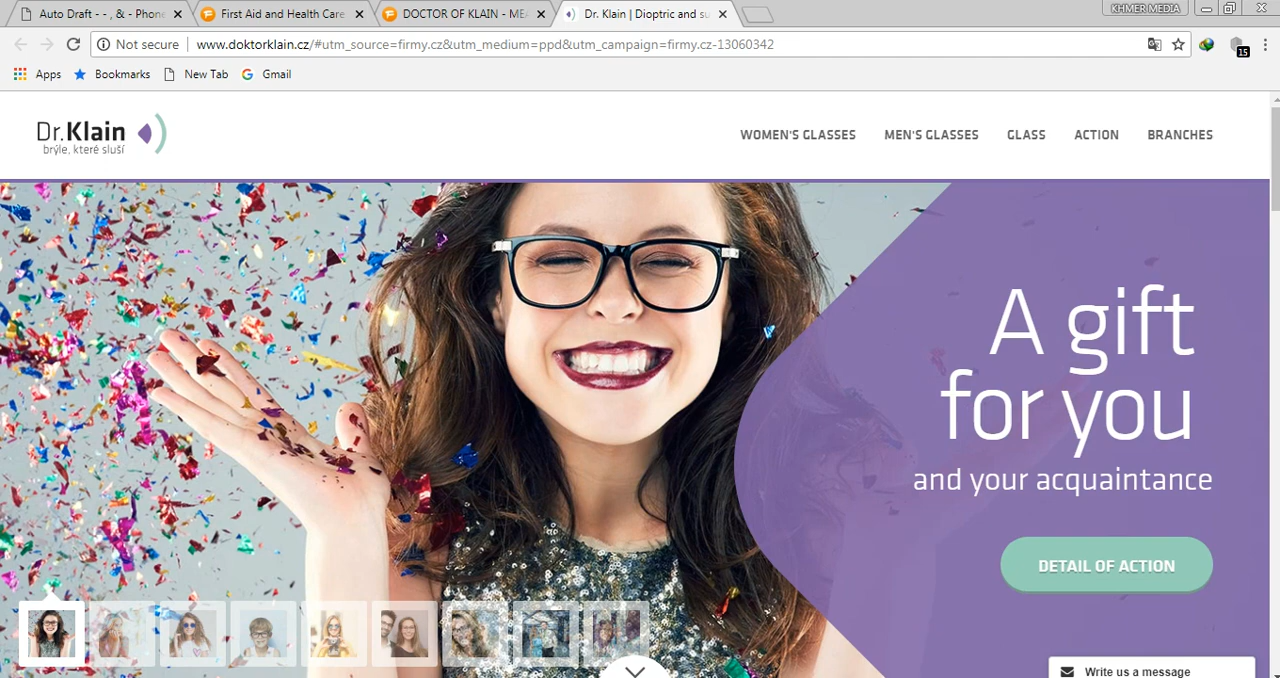 Auto Draft - - , & - Phone
First Aid and Health Care
DOCTOR OF KLAIN - MEA
Dr. Klain | Dioptric and su
KHMER MEDIA
Not secure
www.doktorklain.cz/#utm_source=firmy.cz&utm_medium=ppd&utm_campaign=firmy.cz-13060342
15
Apps
Bookmarks
New Tab
G Gmail
Dr.Klain
brýle, které sluší
WOMEN'S GLASSES
MEN'S GLASSES
GLASS
ACTION
BRANCHES
A gift
for you
and your acquaintance
DETAIL OF ACTION
Write us a message